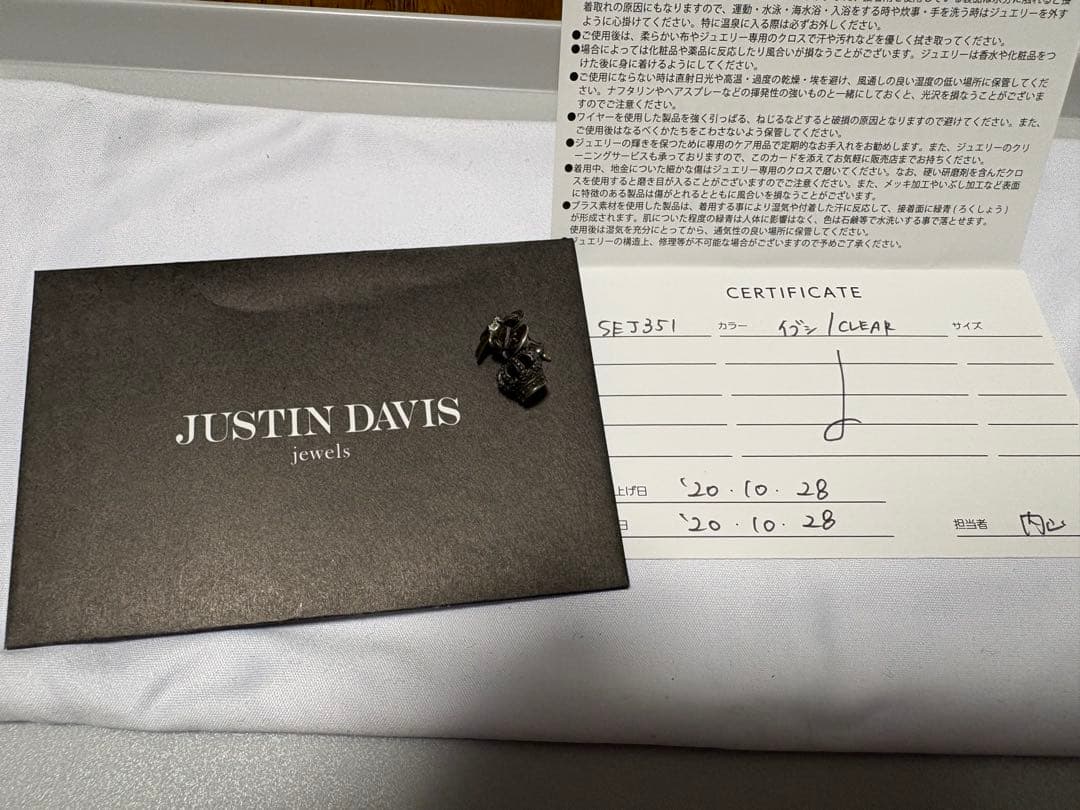 着取れの原因にもなりますので、運動・水泳・海水浴・入浴をする時や炊事・手を洗う時はジュエリーを外す
ように心掛けてください。特に温泉に入る際は必ずお外しください。
●ご使用後は、柔らかい布やジュエリー専用のクロスで汗や汚れなどを優しく拭き取ってください。
●場合によっては化粧品や薬品に反応したり風合いが損なうことがございます。ジュエリーは香水や化粧品をつ
けた後に身に着けるようにしてください。
●ご使用にならない時は直射日光や高温・過度の乾燥・埃を避け、風通しの良い湿度の低い場所に保管してくだ
さい。ナフタリンやヘアスプレーなどの揮発性の強いものと一緒にしておくと、光沢を損なうことがございま
すのでご注意ください。
●ワイヤーを使用した製品を強く引っぱる、ねじるなどすると破損の原因となりますので避けてください。また、
ご使用後はなるべくかたちをこわさないよう保管してください。
●ジュエリーの輝きを保つために専用のケア用品で定期的なお手入れをお勧めします。また、ジュエリーのクリ
ーニングサービスも承っておりますので、このカードを添えてお気軽に販売店までお持ちください。
●着用中、地金についた細かな傷はジュエリー専用のクロスで磨いてください。なお、硬い研磨剤を含んだクロ
スを使用すると磨き目が入ることがございますのでご注意ください。また、メッキ加工やいぶし加工など表面
に特徴のある製品は傷がとれるとともに風合いを損なうことがございます。
●ブラス素材を使用した製品は、着用する事により湿気や付着した汗に反応して、接着面に緑青(ろくしょう)
が形成されます。肌についた程度の緑青は人体に影響はなく、色は石鹸等で水洗いする事で落とせます。
使用後は湿気を充分にとってから、通気性の良い場所に保管してください。
ジュエリーの構造上、修理等が不可能な場合がございますので予めご了承ください。
CERTIFICATE
SEJ351 カラー イブシ/CLEAR サイズ
上げ日 '20.10.28
日 '20.10.28 担当者 内山
JUSTIN DAVIS
jewels